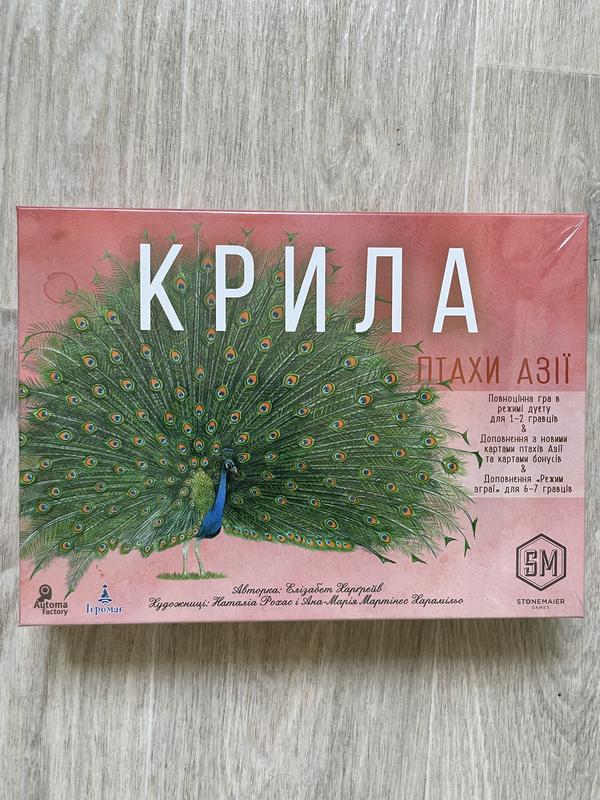 КРИЛА
ПТАХИ АЗІЇ
Повноцінна гра в
режимі дуету
для 1–2 гравців
&
Доповнення з новими
картами птахів Азії
та картами бонусів
&
Доповнення «Режим
зграї» для 6–7 гравців
Авторка: Елізабет Харґрейв
Художниці: Наталіа Рохас і Ана-Марія Мартінес Харамільо
Automa
Factory
Ігромаг
SM
STONEMAIER
GAMES